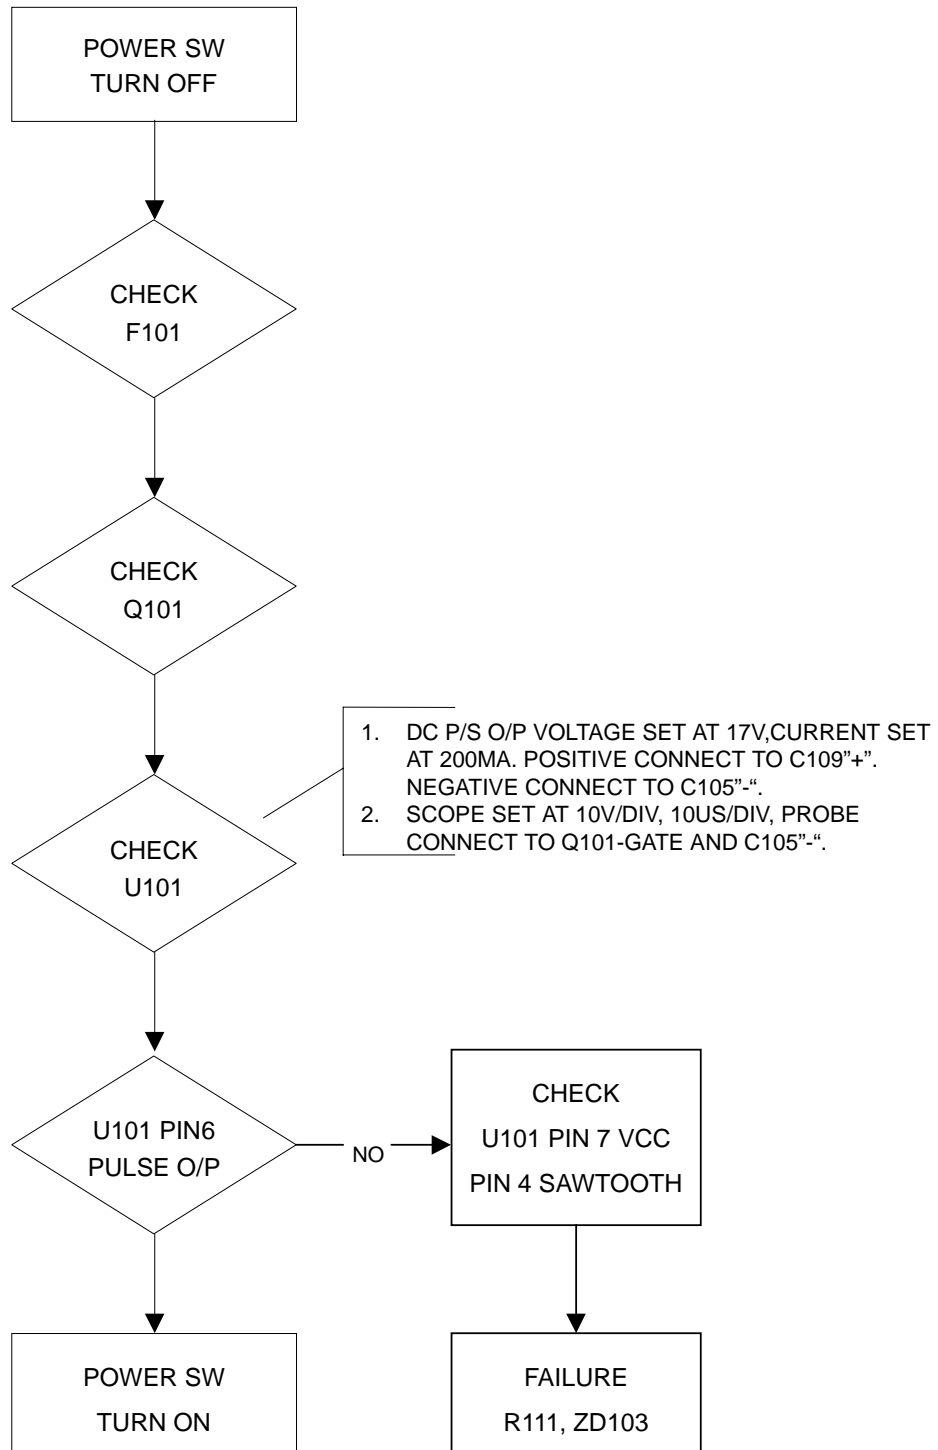 POWER SW
TURN OFF
CHECK
F101
CHECK
Q101
1. DC P/S O/P VOLTAGE SET AT 17V,CURRENT SET
AT 200MA. POSITIVE CONNECT TO C109”+”.
NEGATIVE CONNECT TO C105”-“.
2. SCOPE SET AT 10V/DIV, 10US/DIV, PROBE
CONNECT TO Q101-GATE AND C105”-“.
CHECK
U101
U101 PIN6
PULSE O/P
NO
CHECK
U101 PIN 7 VCC
PIN 4 SAWTOOTH
POWER SW
TURN ON
FAILURE
R111, ZD103